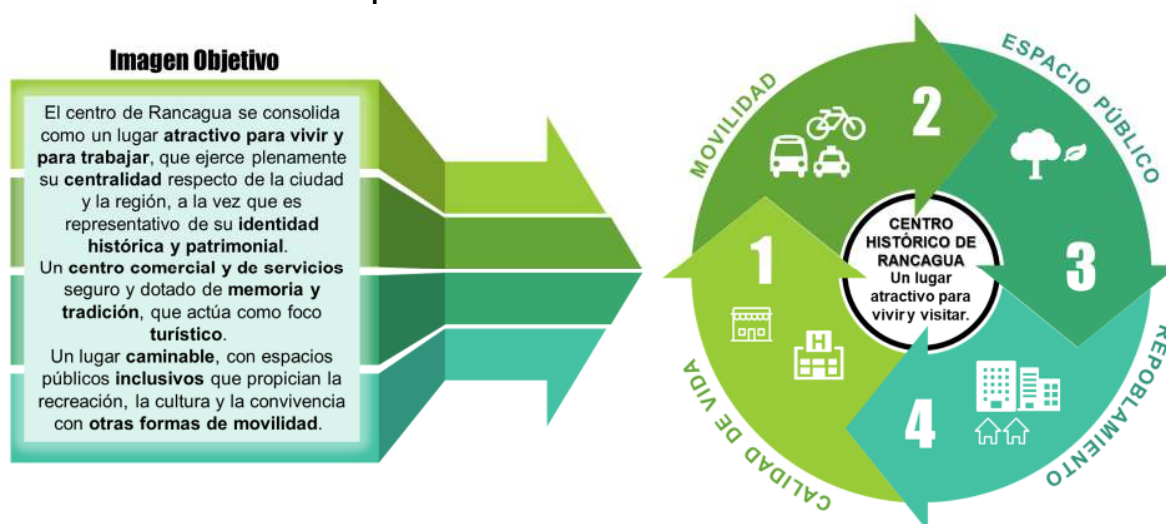 Imagen Objetivo
El centro de Rancagua se consolida
como un lugar atractivo para vivir y
para trabajar, que ejerce plenamente
su centralidad respecto de la ciudad
y la región, a la vez que es
representativo de su identidad
histórica y patrimonial.
Un centro comercial y de servicios
seguro y dotado de memoria y
tradición, que actúa como foco
turístico.
Un lugar caminable, con espacios
públicos inclusivos que propician la
recreación, la cultura y la convivencia
con otras formas de movilidad.
1
CALIDAD DE VIDA
H
2
MOVILIDAD
3
ESPACIO PÚBLICO
4
REPOBLAMIENTO
CENTRO
HISTÓRICO DE
RANCAGUA
Un lugar
atractivo para
vivir y visitar.